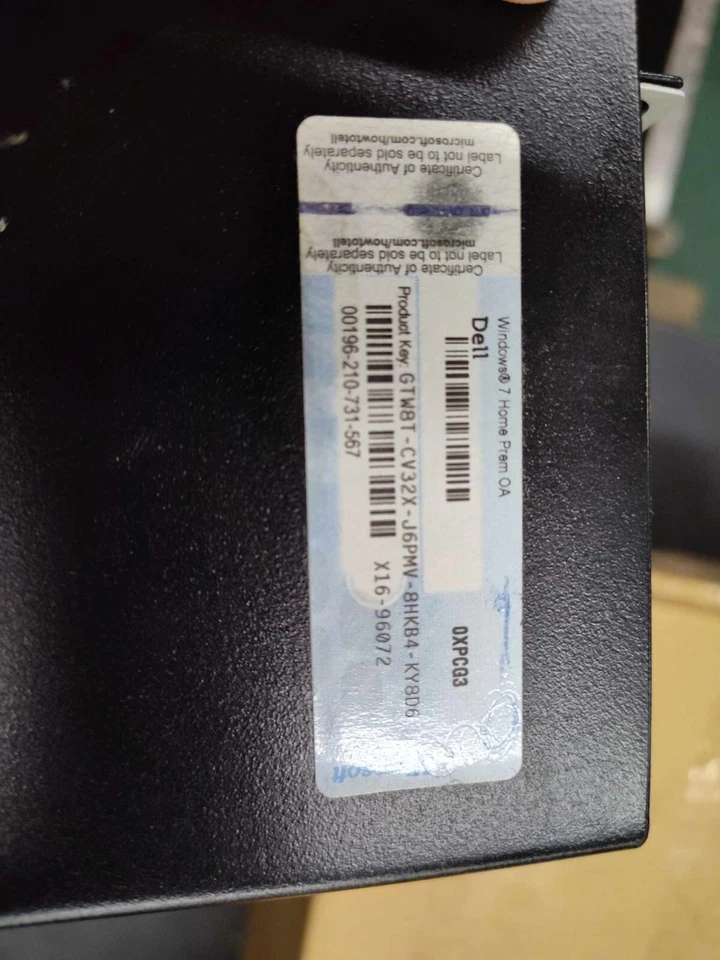 Certificate of Authenticity
Label not to be sold separately
microsoft.com/howtotell
Certificate of Authenticity
Label not to be sold separately
microsoft.com/howtotell
Windows® 7 Home Prem OA
Dell
0XPCG3
Product Key: GTW8T-CV32X-J6PMV-8HKB4-KY8D6
X16-96072
00196-210-731-567